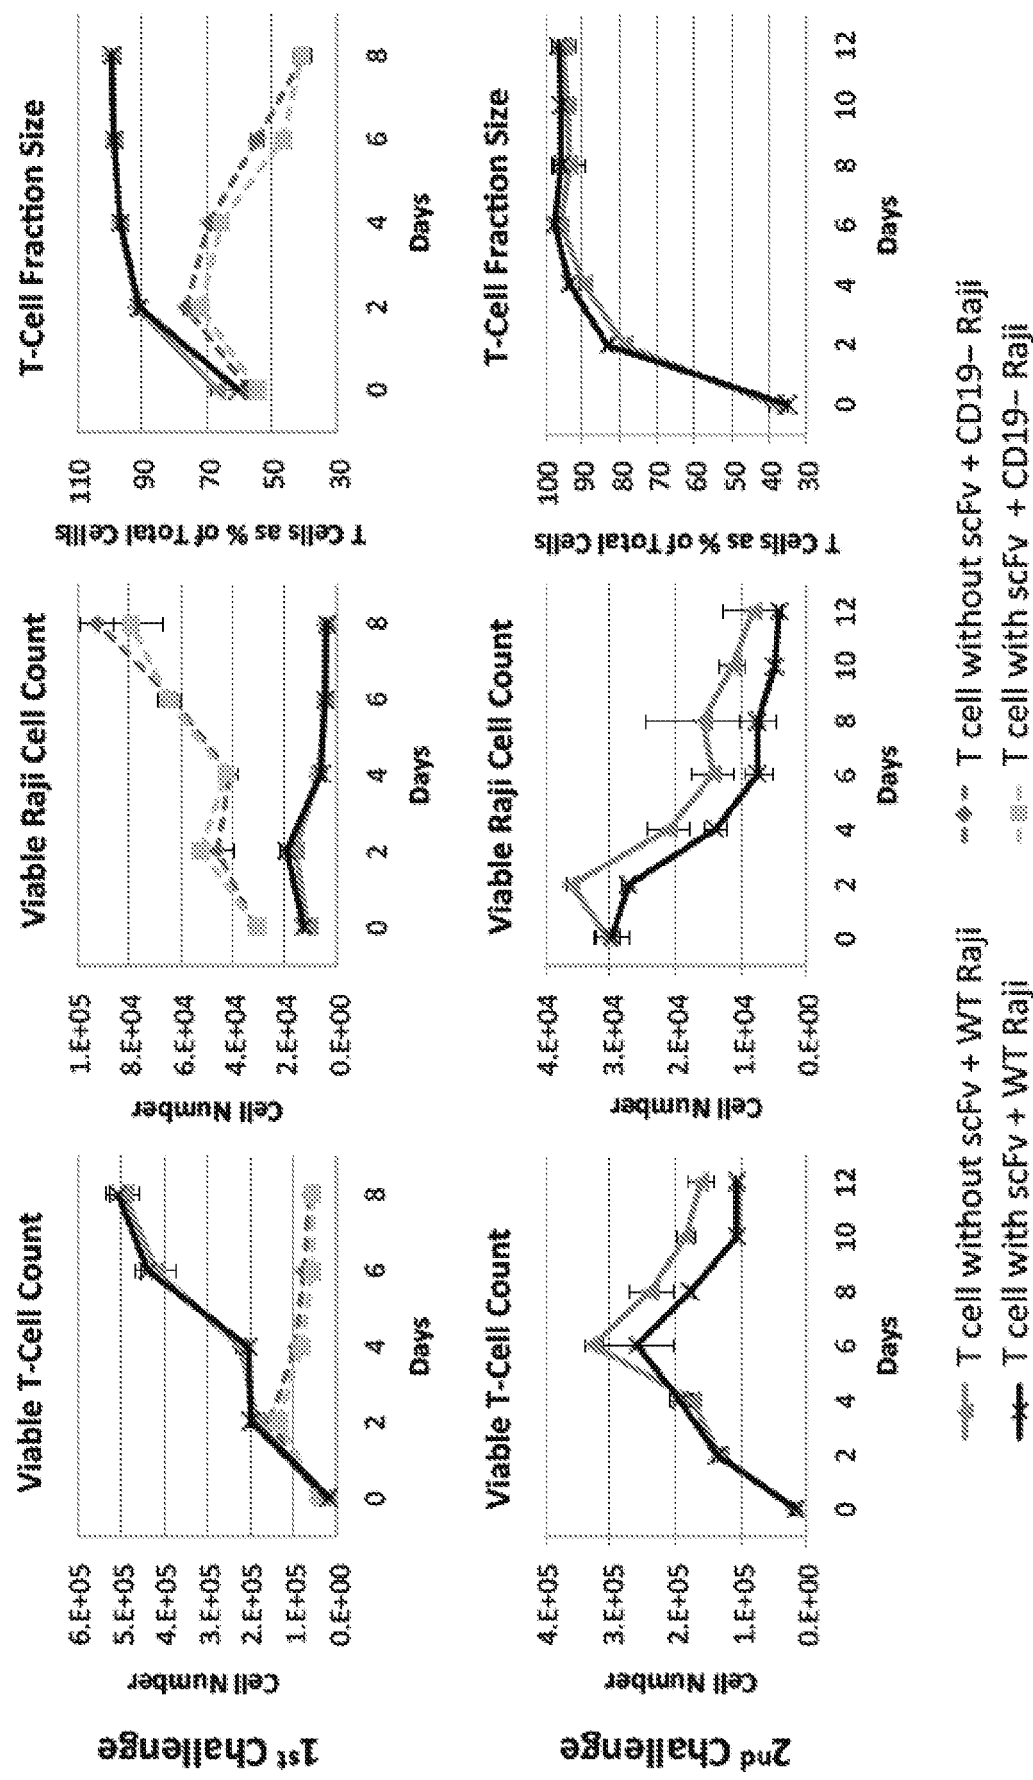 1st Challenge
Viable T-Cell Count
Cell Number
6.E+05
5.E+05
4.E+05
3.E+05
2.E+05
1.E+05
0.E+00
0 2 4 6 8
Days
Viable Raji Cell Count
Cell Number
1.E+05
8.E+04
6.E+04
4.E+04
2.E+04
0.E+00
0 2 4 6 8
Days
T-Cell Fraction Size
T Cells as % of Total Cells
110
90
70
50
30
0 2 4 6 8
Days
2nd Challenge
Viable T-Cell Count
Cell Number
4.E+05
3.E+05
2.E+05
1.E+05
0.E+00
0 2 4 6 8 10 12
Days
Viable Raji Cell Count
Cell Number
4.E+04
3.E+04
2.E+04
1.E+04
0.E+00
0 2 4 6 8 10 12
Days
T-Cell Fraction Size
T Cells as % of Total Cells
100
90
80
70
60
50
40
30
0 2 4 6 8 10 12
Days
T cell without scFv + WT Raji
T cell without scFv + CD19– Raji
T cell with scFv + WT Raji
T cell with scFv + CD19– Raji